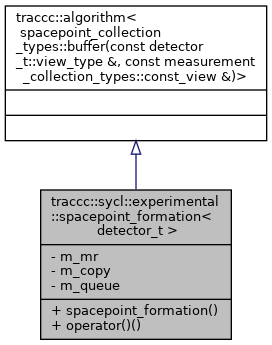 traccc::algorithm<
spacepoint_collection
_types::buffer(const detector
_t::view_type &, const measurement
_collection_types::const_view &)>
traccc::sycl::experimental
::spacepoint_formation<
detector_t >
- m_mr
- m_copy
- m_queue
+ spacepoint_formation()
+ operator()()